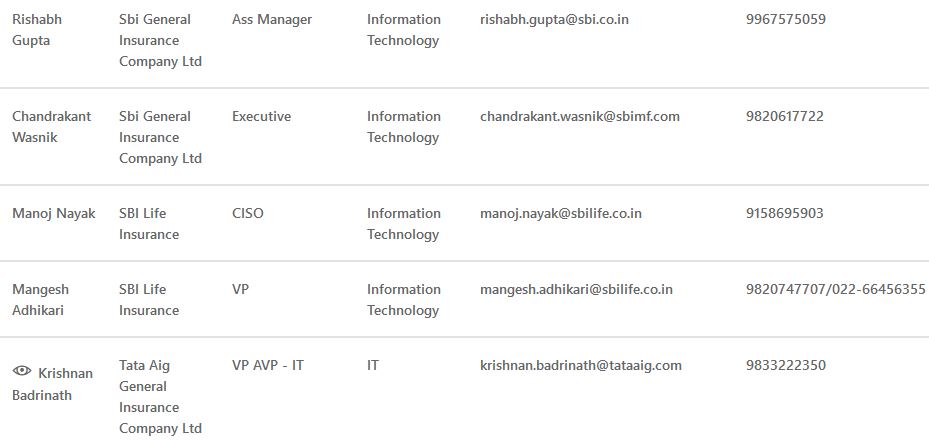 Rishabh Gupta Sbi General Insurance Company Ltd Ass Manager Information Technology rishabh.gupta@sbi.co.in 9967575059
Chandrakant Wasnik Sbi General Insurance Company Ltd Executive Information Technology chandrakant.wasnik@sbimf.com 9820617722
Manoj Nayak SBI Life Insurance CISO Information Technology manoj.nayak@sbilife.co.in 9158695903
Mangesh Adhikari SBI Life Insurance VP Information Technology mangesh.adhikari@sbilife.co.in 9820747707/022-66456355
Krishnan Badrinath Tata Aig General Insurance Company Ltd VP AVP - IT IT krishnan.badrinath@tataaig.com 9833222350